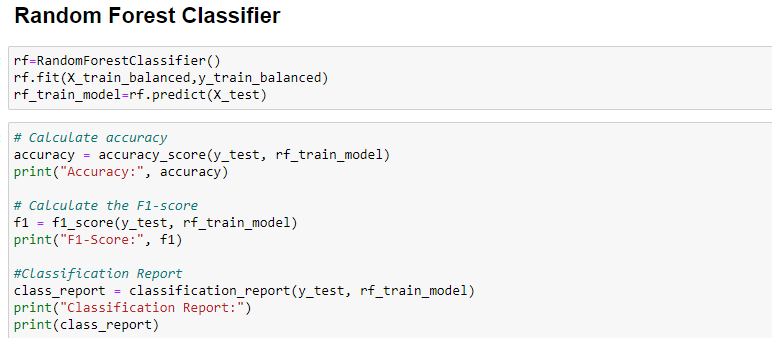 Random Forest Classifier
rf=RandomForestClassifier()
rf.fit(X_train_balanced,y_train_balanced)
rf_train_model=rf.predict(X_test)
# Calculate accuracy
accuracy = accuracy_score(y_test, rf_train_model)
print("Accuracy:", accuracy)
# Calculate the F1-score
f1 = f1_score(y_test, rf_train_model)
print("F1-Score:", f1)
#Classification Report
class_report = classification_report(y_test, rf_train_model)
print("Classification Report:")
print(class_report)